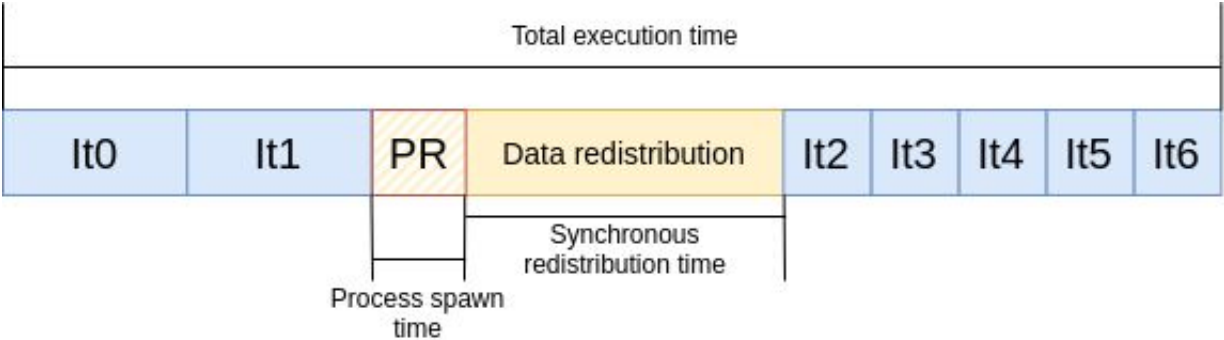 Total execution time
It0 It1 PR Data redistribution It2 It3 It4 It5 It6
Synchronous
redistribution time
Process spawn
time